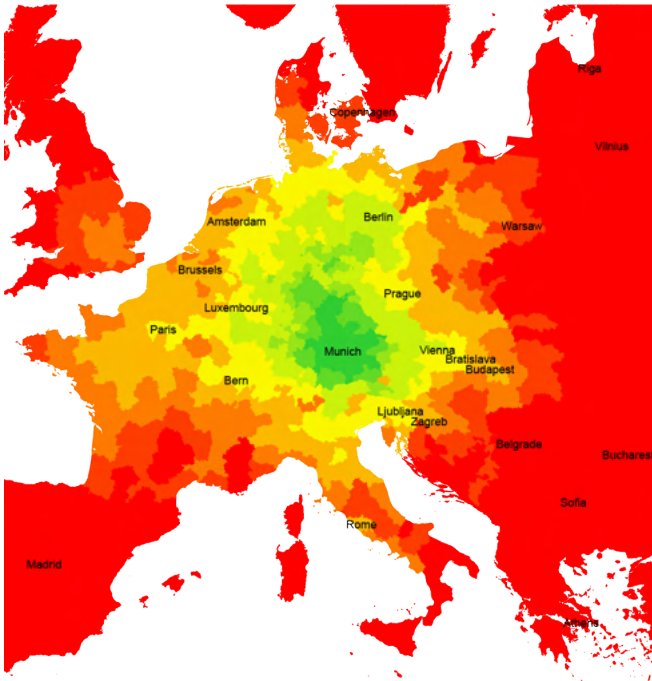 Riga
Copenhagen
Vilnius
Berlin
Amsterdam
Warsaw
Brussels
Prague
Luxembourg
Paris
Munich
Vienna
Bratislava
Budapest
Bern
Ljubljana
Zagreb
Belgrade
Bucharest
Sofia
Rome
Madrid
Athens